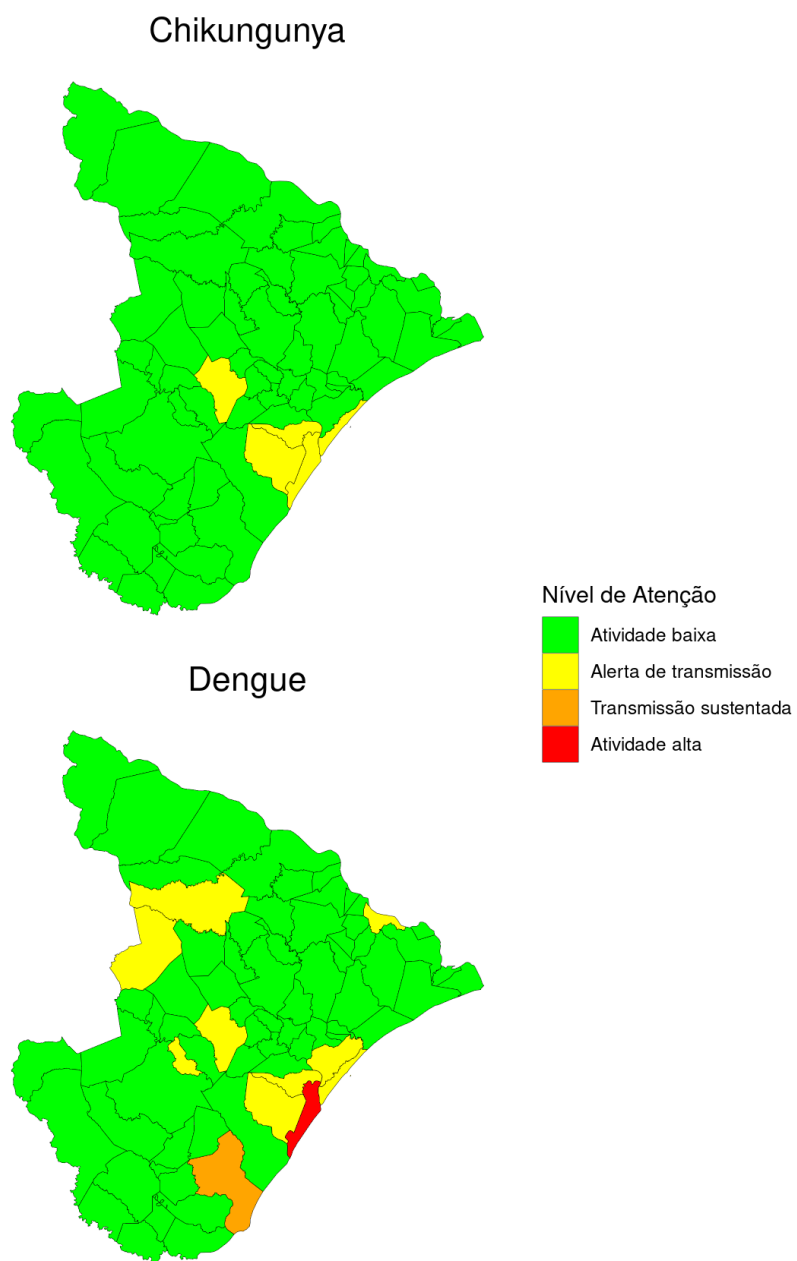 Chikungunya
Nível de Atenção
Atividade baixa
Alerta de transmissão
Transmissão sustentada
Atividade alta
Dengue